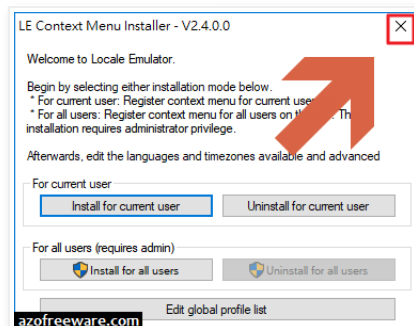 LE Context Menu Installer - V2.4.0.0
Welcome to Locale Emulator.
Begin by selecting either installation mode below.
* For current user: Register context menu for current
* For all users: Register context menu for all users on
installation requires administrator privilege.
Afterwards, edit the languages and timezones available and advanced
For current user
Install for current user
Uninstall for current user
For all users (requires admin)
Install for all users
Uninstall for all users
Edit global profile list
azofreeware.com